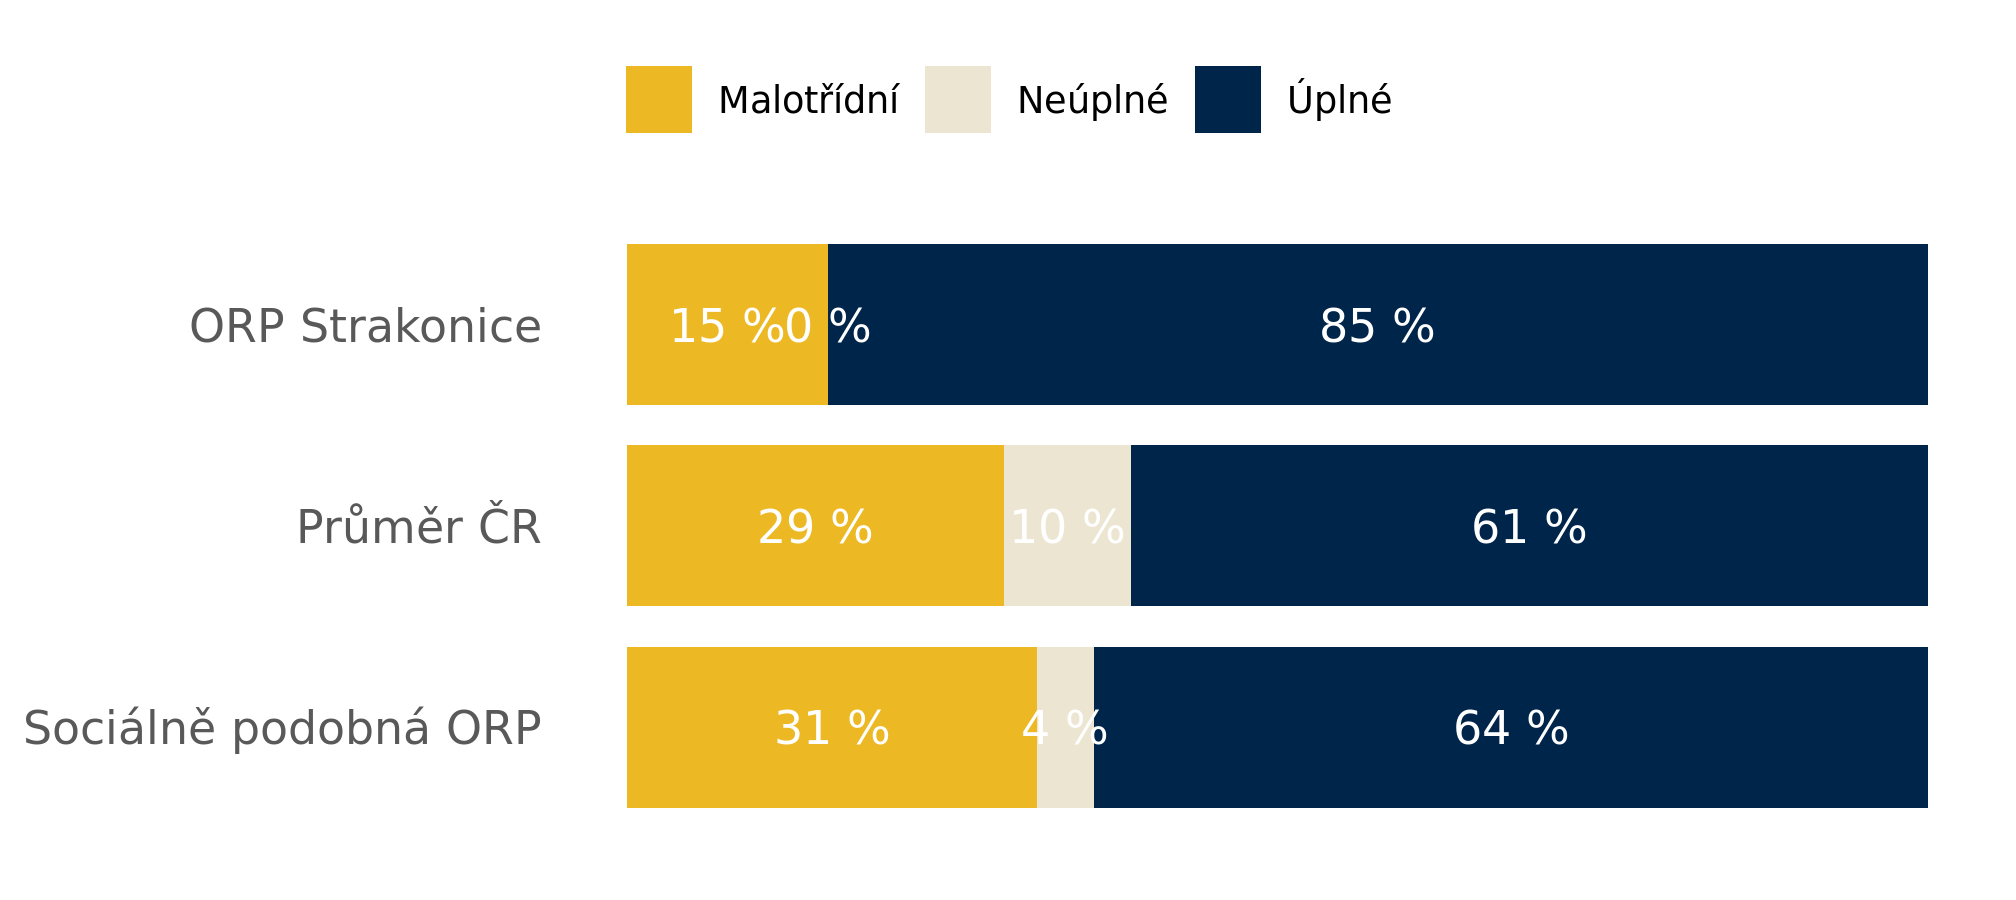 Malotřídní Neúplné Úplné
ORP Strakonice 15 % 0 % 85 %
Průměr ČR 29 % 10 % 61 %
Sociálně podobná ORP 31 % 4 % 64 %